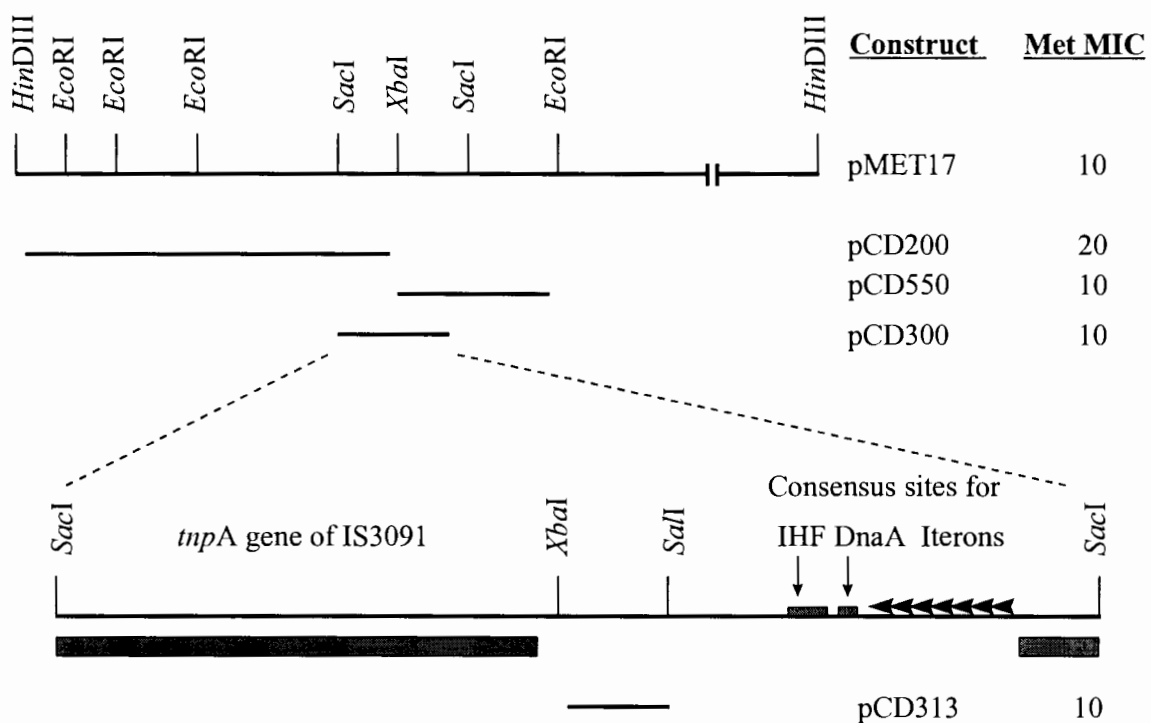 HinDIII
EcoRI
EcoRI
EcoRI
SacI
XbaI
SacI
EcoRI
HinDIII
Construct Met MIC
pMET17 10
pCD200 20
pCD550 10
pCD300 10
Consensus sites for
SacI
tnpA gene of IS3091
XbaI
SalI
IHF DnaA Iterons
SacI
pCD313 10